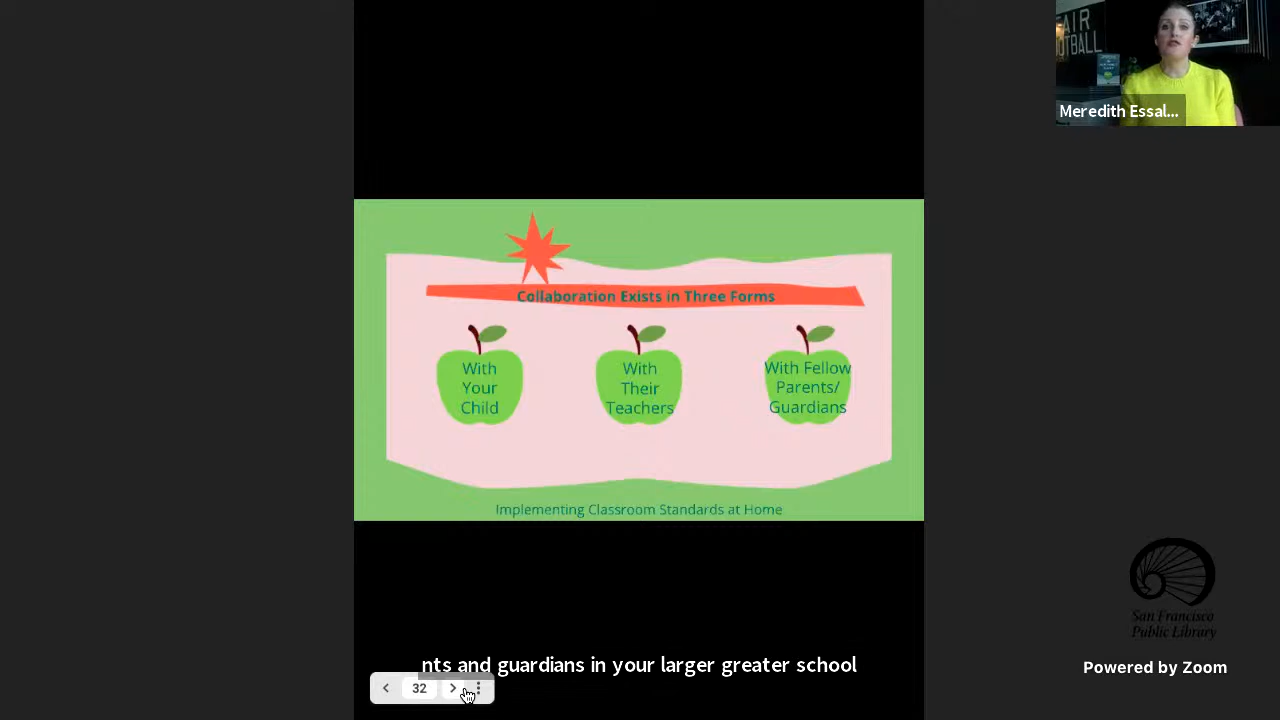 AIR
OTBALL
Meredith Essal...
Collaboration Exists in Three Forms
With
Your
Child
With
Their
Teachers
With Fellow
Parents/
Guardians
Implementing Classroom Standards at Home
San Francisco
Public Library
nts and guardians in your larger greater school
Powered by Zoom
32